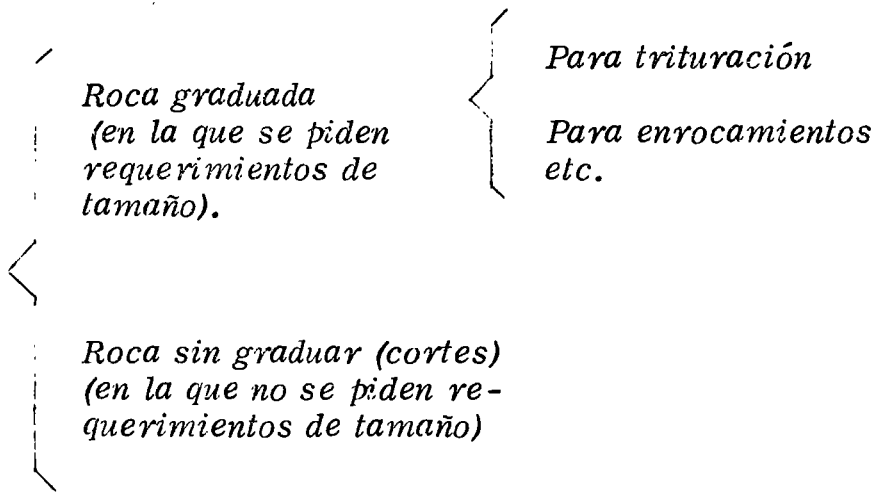 Roca graduada
(en la que se piden
requerimientos de
tamaño).
Para trituración
Para enrocamientos
etc.
Roca sin graduar (cortes)
(en la que no se piden re-
querimientos de tamaño)